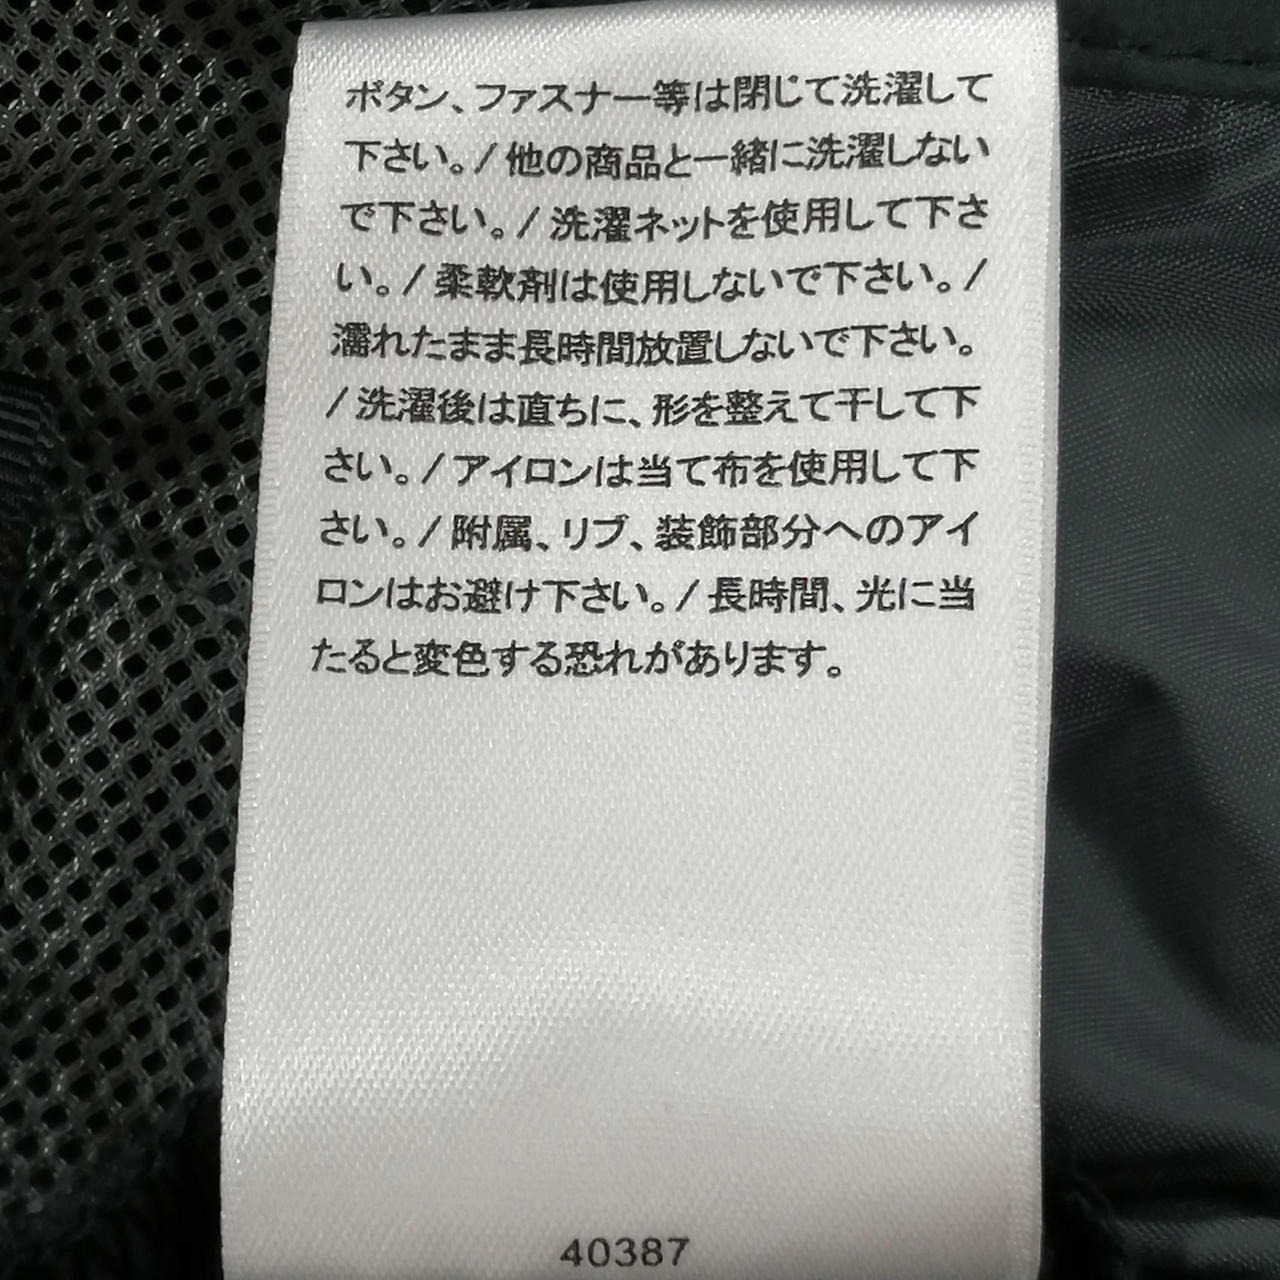 ボタン、ファスナー等は閉じて洗濯して
下さい。/他の商品と一緒に洗濯しない
で下さい。/洗濯ネットを使用して下さ
い。/柔軟剤は使用しないで下さい。/
濡れたまま長時間放置しないで下さい。
/洗濯後は直ちに、形を整えて干して下
さい。/アイロンは当て布を使用して下
さい。/附属、リブ、装飾部分へのアイ
ロンはお避け下さい。/長時間、光に当
たると変色する恐れがあります。
40387